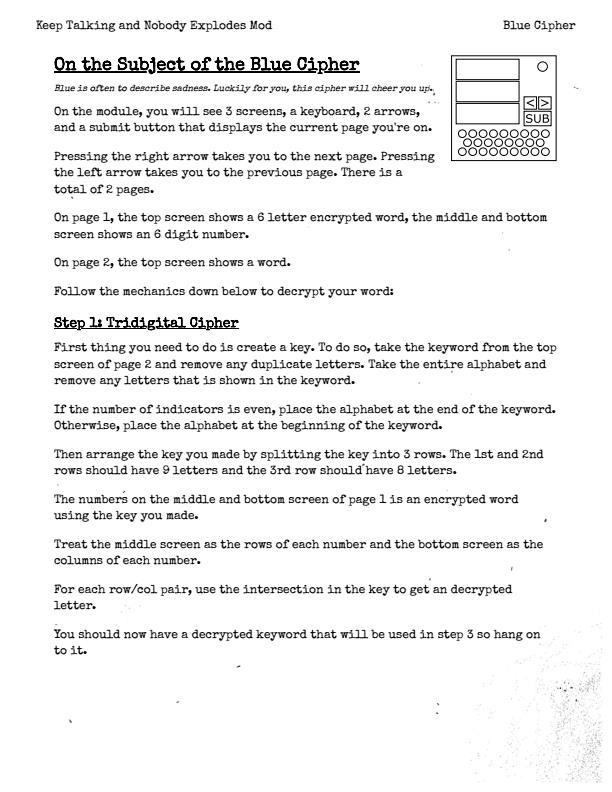 Keep Talking and Nobody Explodes Mod
Blue Cipher
On the Subject of the Blue Cipher
Blue is often to describe sadness. Luckily for you, this cipher will cheer you up.
On the module, you will see 3 screens, a keyboard, 2 arrows,
and a submit button that displays the current page you're on.
< >
SUB
Pressing the right arrow takes you to the next page. Pressing
the left arrow takes you to the previous page. There is a
total of 2 pages.
On page 1, the top screen shows a 6 letter encrypted word, the middle and bottom
screen shows an 6 digit number.
On page 2, the top screen shows a word.
Follow the mechanics down below to decrypt your word:
Step 1: Tridigital Cipher
First thing you need to do is create a key. To do so, take the keyword from the top
screen of page 2 and remove any duplicate letters. Take the entire alphabet and
remove any letters that is shown in the keyword.
If the number of indicators is even, place the alphabet at the end of the keyword.
Otherwise, place the alphabet at the beginning of the keyword.
Then arrange the key you made by splitting the key into 3 rows. The 1st and 2nd
rows should have 9 letters and the 3rd row should have 8 letters.
The numbers on the middle and bottom screen of page 1 is an encrypted word
using the key you made.
Treat the middle screen as the rows of each number and the bottom screen as the
columns of each number.
For each row/col pair, use the intersection in the key to get an decrypted
letter.
You should now have a decrypted keyword that will be used in step 3 so hang on
to it.